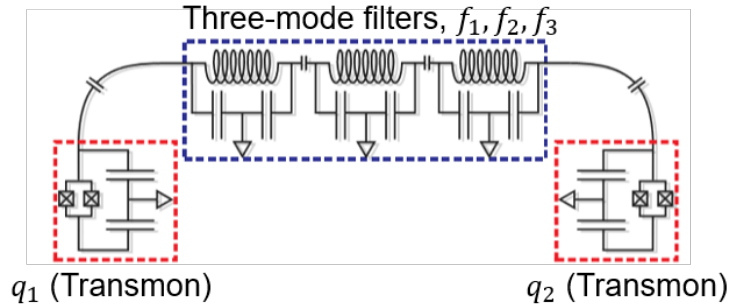 Three-mode filters, f₁, f₂, f₃
q₁ (Transmon)
q₂ (Transmon)